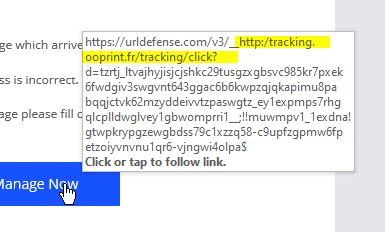 ge which arrive
ss is incorrect.
age please fill o
Manage Now
https://urldefense.com/v3/__http:/tracking.
ooprint.fr/tracking/click?
d=tzrtj_ltvajhyjisjcjshkc29tusgzxgbsvc985kr7pxek
6fwdgiv3swgvnt643ggac6b6kwpzqjqkapimu8pa
bqqjctvk62mzyddeivvtzpaswgtz_ey1expmps7rhg
qlcplldwglvey1gbwomprri1__;!!muwmpv1_1exdna!
gtwpkrypgzewgbdss79c1xzzq58-c9upfzgpmw6fp
etzoiyvnvnu1qr6-vjngwi4olpa$
Click or tap to follow link.